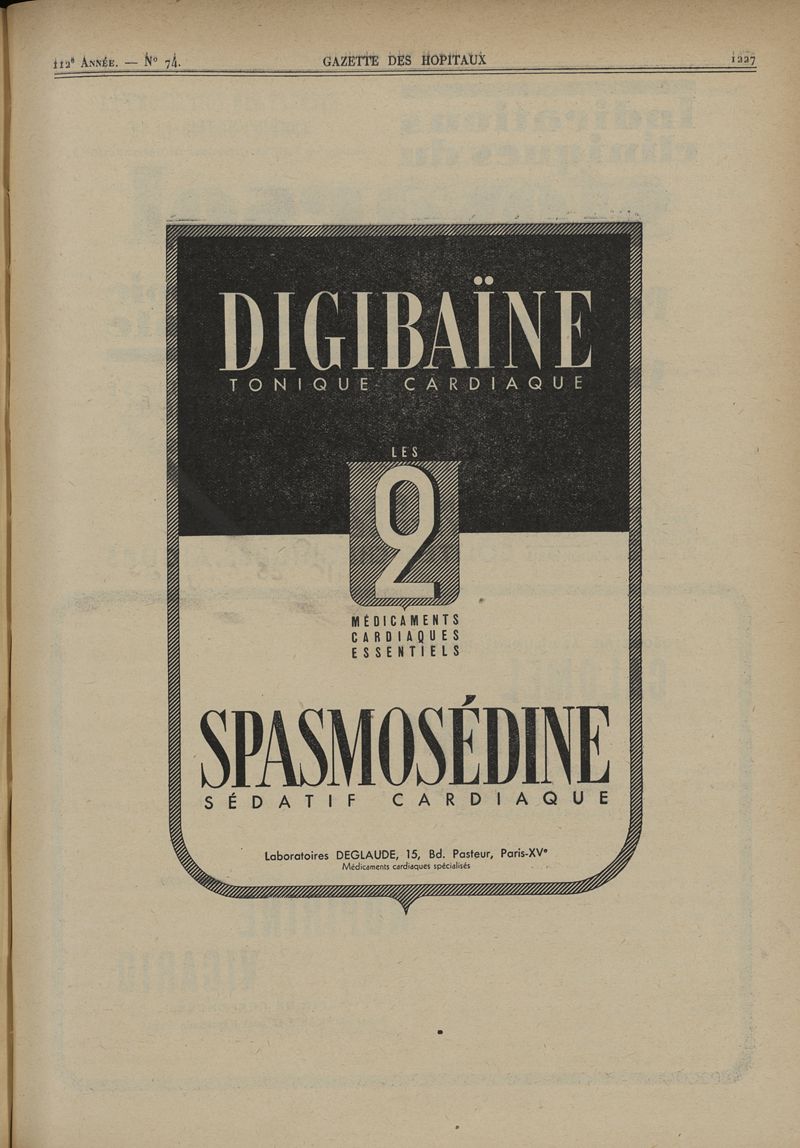 112ᵉ ANNÉE. — Nº 74.
GAZETTE DES HOPITAUX
1227
DIGIBAÏNE
TONIQUE CARDIAQUE
LES
2
MÉDICAMENTS
CARDIAQUES
ESSENTIELS
SPASMOSÉDINE
SÉDATIF CARDIAQUE
Laboratoires DEGLAUDE, 15, Bd. Pasteur, Paris-XVᵉ
Médicaments cardiaques spécialisés